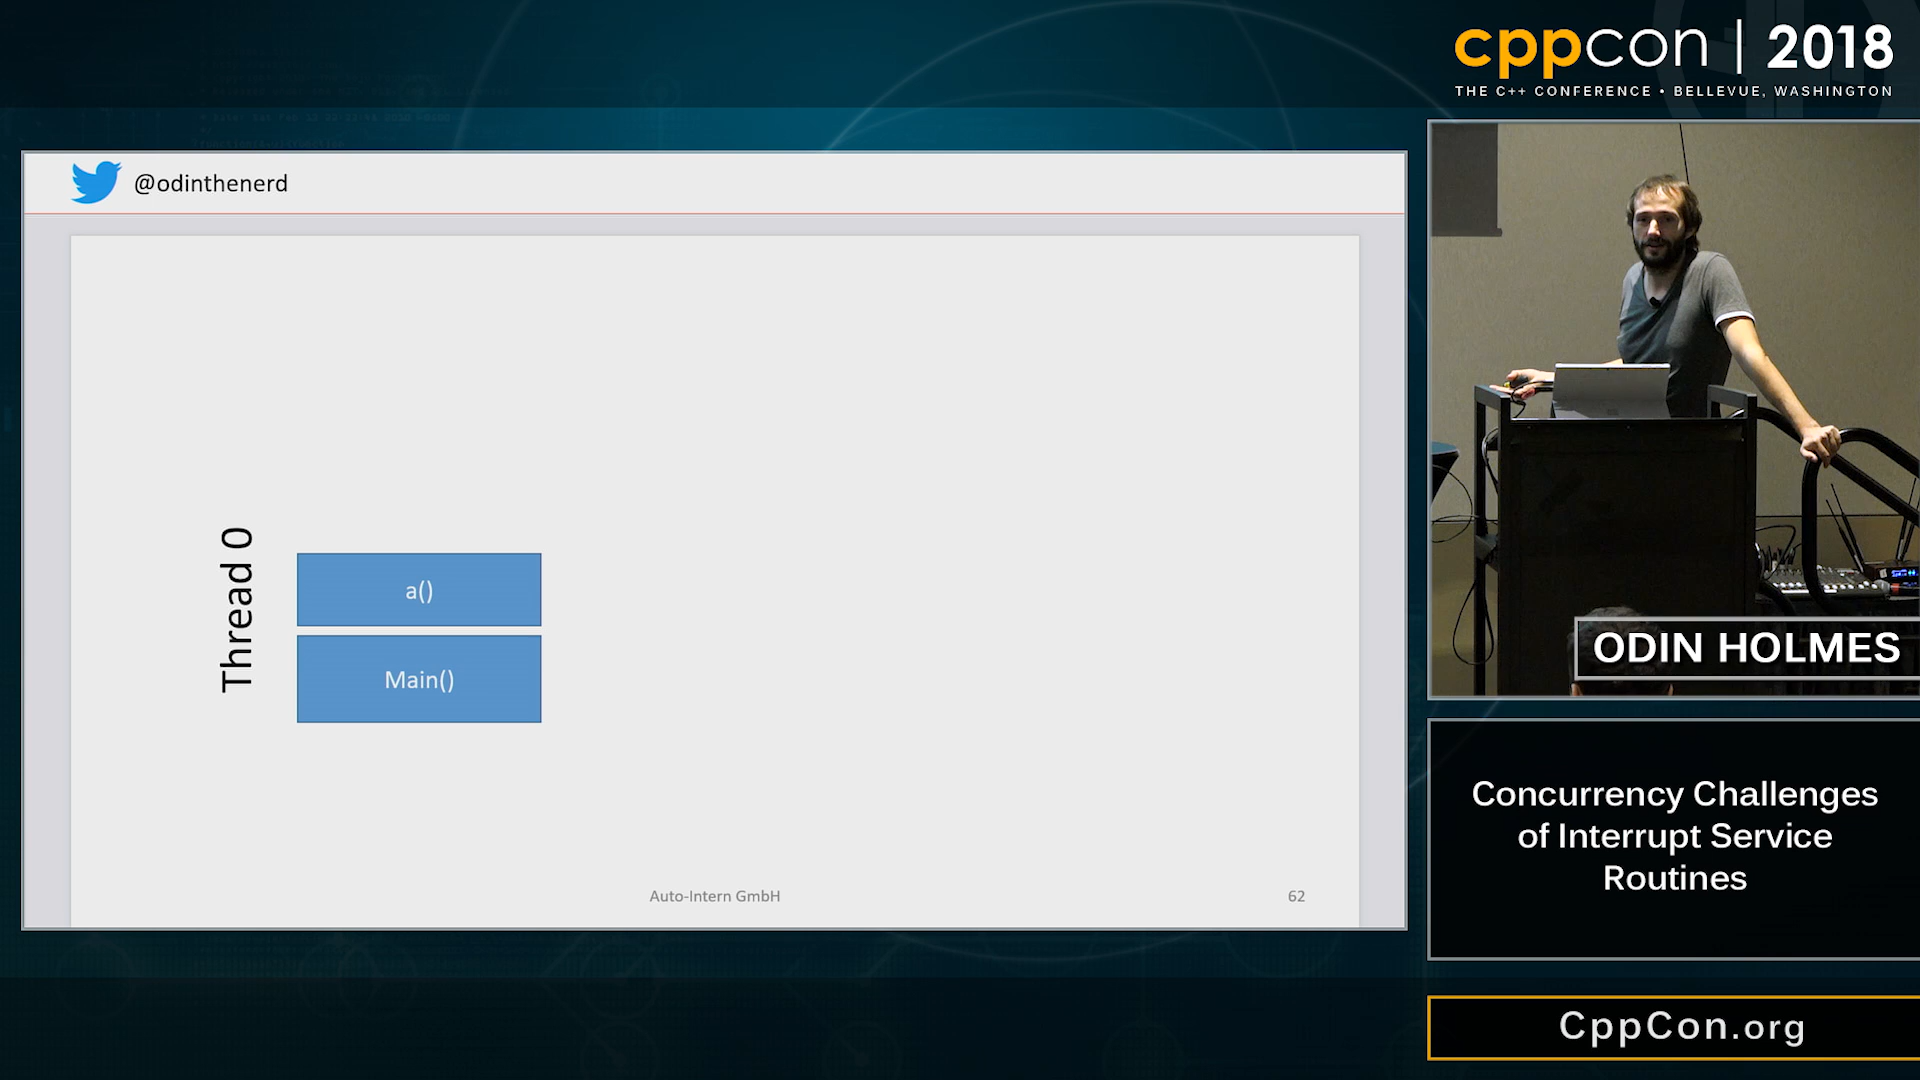 cppcon | 2018
THE C++ CONFERENCE • BELLEVUE, WASHINGTON
@odinthenerd
Thread 0
a()
Main()
Auto-Intern GmbH
62
ODIN HOLMES
Concurrency Challenges
of Interrupt Service
Routines
CppCon.org